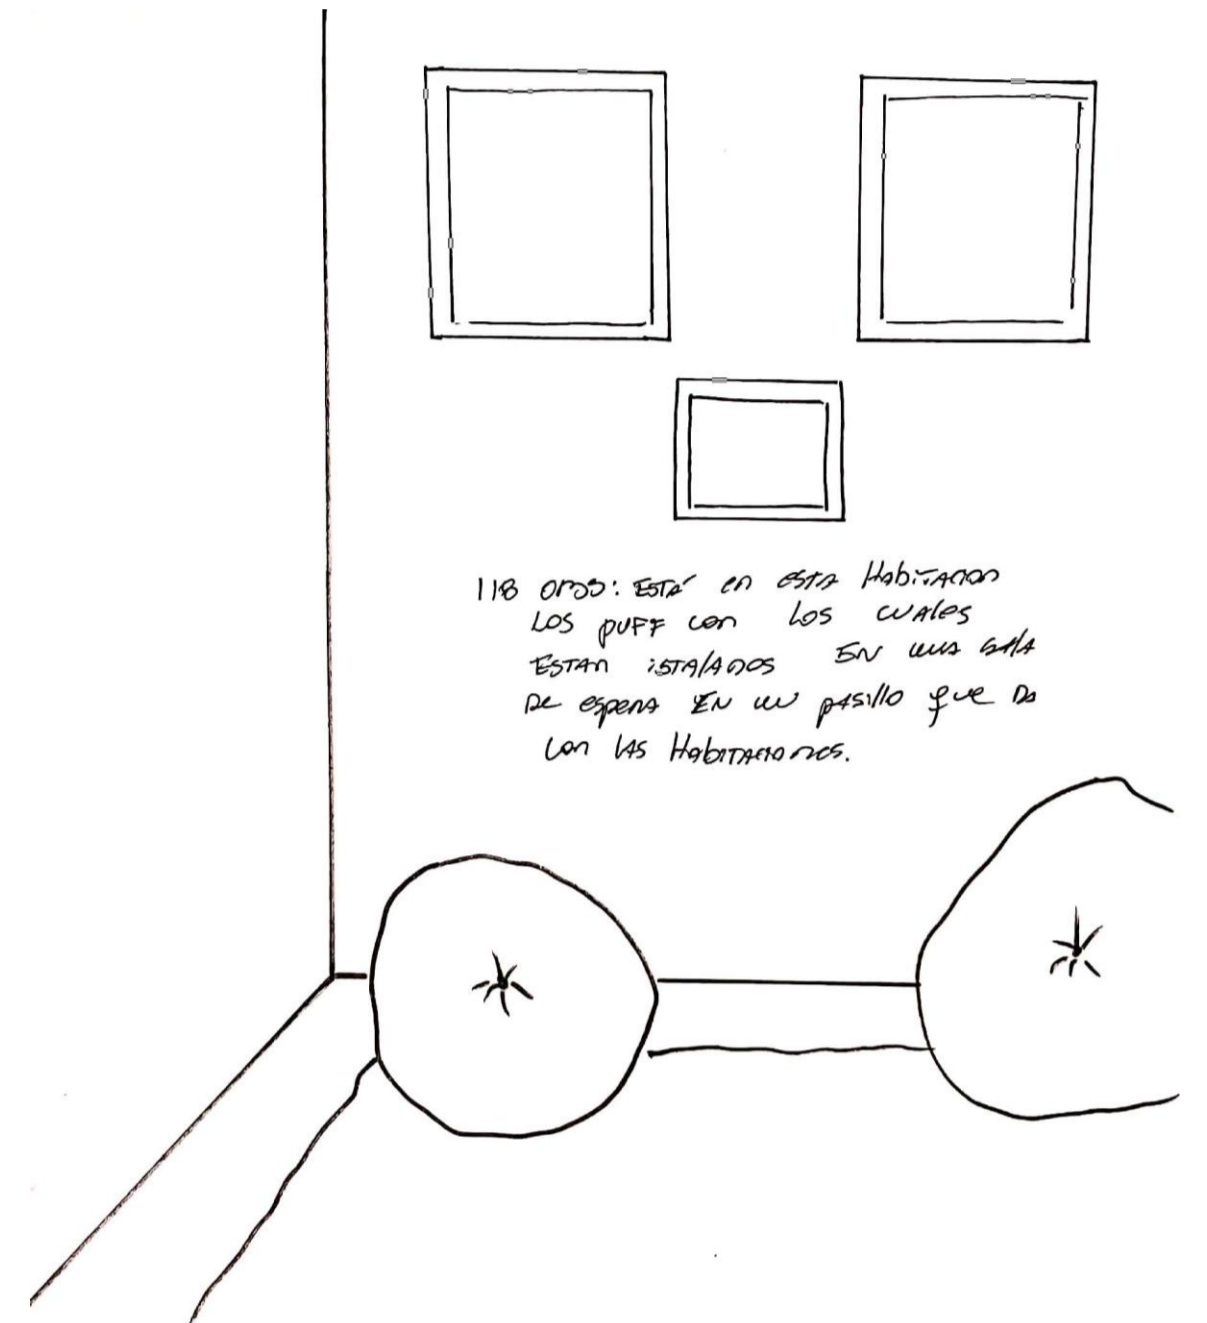 118 OBS: ESTÁ en ESTA HabitAcion
Los puff con los cuales
ESTAn iSTAlADOS EN una sAlA
De espera EN un pasillo que DA
con lAS HabiTAciones.